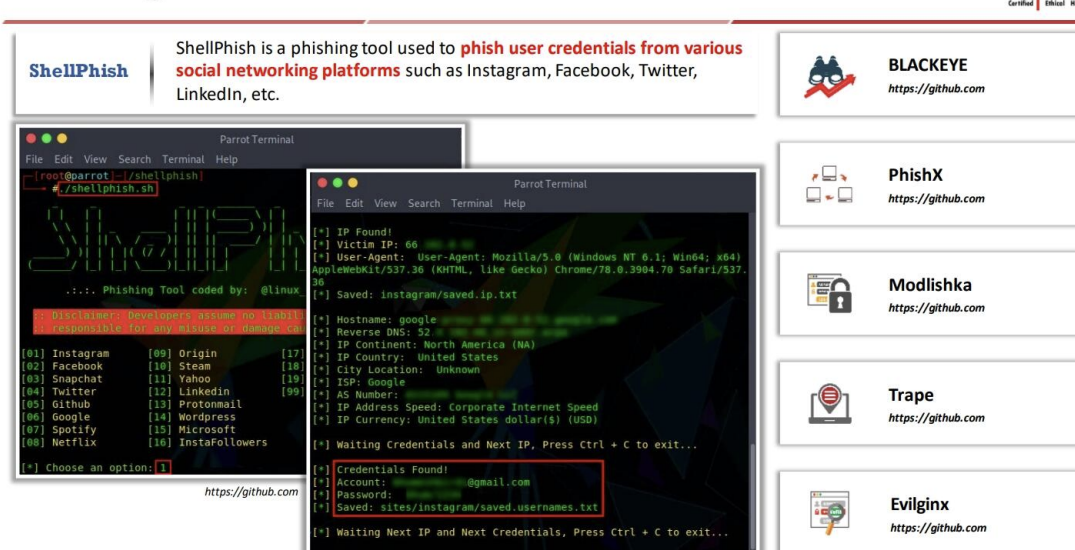 Certified Ethical H
ShellPhish
ShellPhish is a phishing tool used to phish user credentials from various
social networking platforms such as Instagram, Facebook, Twitter,
LinkedIn, etc.
Parrot Terminal
File Edit View Search Terminal Help
[root@parrot]-[/shellphish]
#./shellphish.sh
ShellPh
.:.:. Phishing Tool coded by: @linux_
:: Disclaimer: Developers assume no liabili
:: responsible for any misuse or damage cau
[01] Instagram [09] Origin [17]
[02] Facebook [10] Steam [18]
[03] Snapchat [11] Yahoo [19]
[04] Twitter [12] Linkedin [99]
[05] Github [13] Protonmail
[06] Google [14] Wordpress
[07] Spotify [15] Microsoft
[08] Netflix [16] InstaFollowers
[*] Choose an option: 1
https://github.com
Parrot Terminal
File Edit View Search Terminal Help
[*] IP Found!
[*] Victim IP: 66
[*] User-Agent: User-Agent: Mozilla/5.0 (Windows NT 6.1; Win64; x64)
AppleWebKit/537.36 (KHTML, like Gecko) Chrome/78.0.3904.70 Safari/537.
36
[*] Saved: instagram/saved.ip.txt
[*] Hostname: google
[*] Reverse DNS: 52
[*] IP Continent: North America (NA)
[*] IP Country: United States
[*] City Location: Unknown
[*] ISP: Google
[*] AS Number:
[*] IP Address Speed: Corporate Internet Speed
[*] IP Currency: United States dollar($) (USD)
[*] Waiting Credentials and Next IP, Press Ctrl + C to exit...
[*] Credentials Found!
[*] Account: @gmail.com
[*] Password:
[*] Saved: sites/instagram/saved.usernames.txt
[*] Waiting Next IP and Next Credentials, Press Ctrl + C to exit...
BLACKEYE
https://github.com
PhishX
https://github.com
Modlishka
https://github.com
Trape
https://github.com
Evilginx
https://github.com